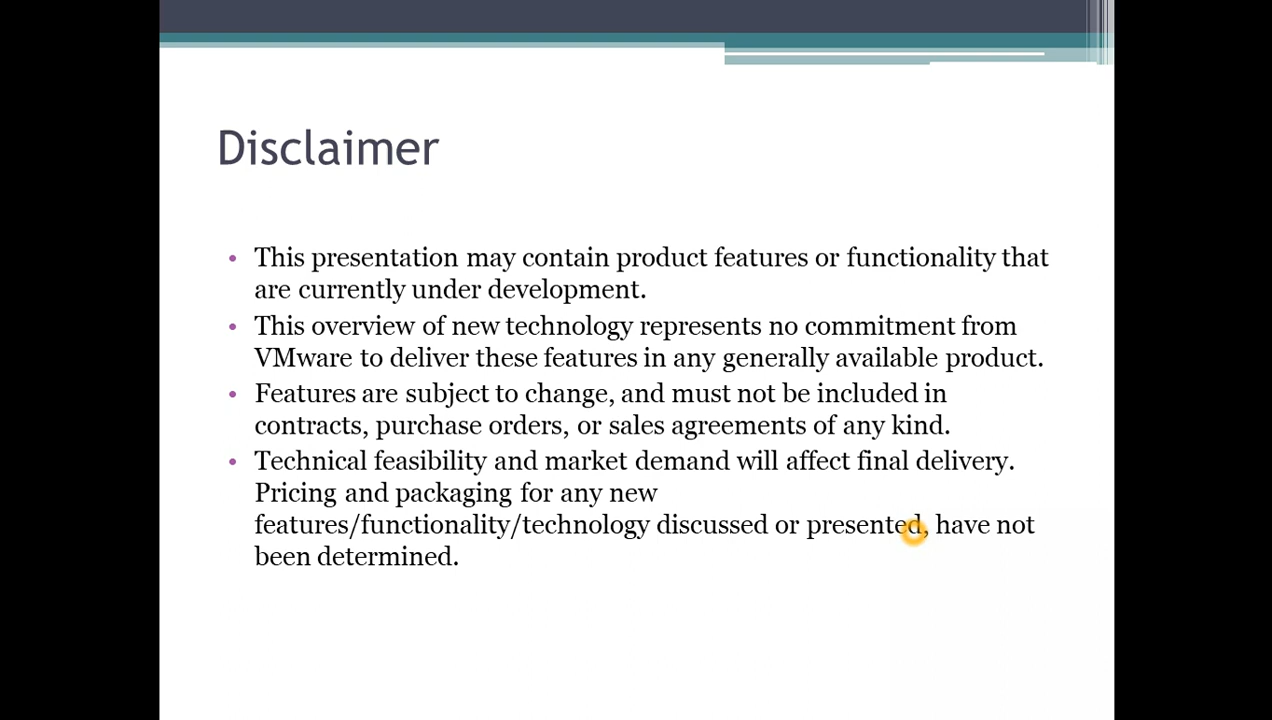 Disclaimer
• This presentation may contain product features or functionality that
are currently under development.
• This overview of new technology represents no commitment from
VMware to deliver these features in any generally available product.
• Features are subject to change, and must not be included in
contracts, purchase orders, or sales agreements of any kind.
• Technical feasibility and market demand will affect final delivery.
Pricing and packaging for any new
features/functionality/technology discussed or presented, have not
been determined.